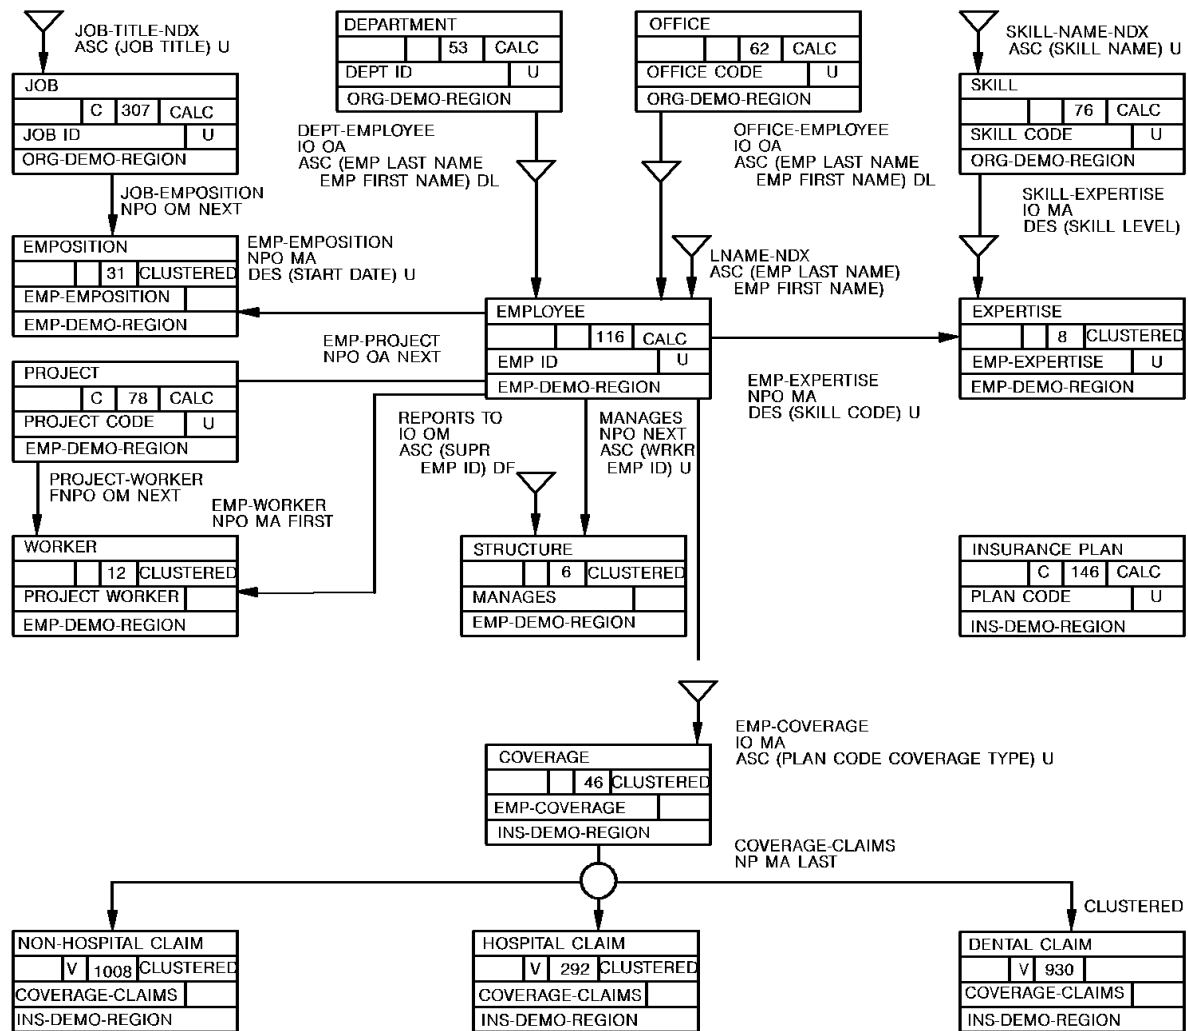 JOB-TITLE-NDX
ASC (JOB TITLE) U
JOB
C 307 CALC
JOB ID U
ORG-DEMO-REGION
DEPARTMENT
53 CALC
DEPT ID U
ORG-DEMO-REGION
OFFICE
62 CALC
OFFICE CODE U
ORG-DEMO-REGION
SKILL-NAME-NDX
ASC (SKILL NAME) U
SKILL
76 CALC
SKILL CODE U
ORG-DEMO-REGION
JOB-EMPOSITION
NPO OM NEXT
DEPT-EMPLOYEE
IO OA
ASC (EMP LAST NAME
EMP FIRST NAME) DL
OFFICE-EMPLOYEE
IO OA
ASC (EMP LAST NAME
EMP FIRST NAME) DL
SKILL-EXPERTISE
IO MA
DES (SKILL LEVEL)
EMPOSITION
31 CLUSTERED
EMP-EMPOSITION
EMP-DEMO-REGION
EMP-EMPOSITION
NPO MA
DES (START DATE) U
LNAME-NDX
ASC (EMP LAST NAME)
EMP FIRST NAME)
EMPLOYEE
116 CALC
EMP ID U
EMP-DEMO-REGION
EXPERTISE
8 CLUSTERED
EMP-EXPERTISE U
EMP-DEMO-REGION
EMP-PROJECT
NPO OA NEXT
PROJECT
C 78 CALC
PROJECT CODE U
EMP-DEMO-REGION
EMP-EXPERTISE
NPO MA
DES (SKILL CODE) U
REPORTS TO
IO OM
ASC (SUPR
EMP ID) DF
MANAGES
NPO NEXT
ASC (WRKR
EMP ID) U
PROJECT-WORKER
FNPO OM NEXT
EMP-WORKER
NPO MA FIRST
WORKER
12 CLUSTERED
PROJECT WORKER
EMP-DEMO-REGION
STRUCTURE
6 CLUSTERED
MANAGES
EMP-DEMO-REGION
INSURANCE PLAN
C 146 CALC
PLAN CODE U
INS-DEMO-REGION
EMP-COVERAGE
IO MA
ASC (PLAN CODE COVERAGE TYPE) U
COVERAGE
46 CLUSTERED
EMP-COVERAGE
INS-DEMO-REGION
COVERAGE-CLAIMS
NP MA LAST
CLUSTERED
NON-HOSPITAL CLAIM
V 1008 CLUSTERED
COVERAGE-CLAIMS
INS-DEMO-REGION
HOSPITAL CLAIM
V 292 CLUSTERED
COVERAGE-CLAIMS
INS-DEMO-REGION
DENTAL CLAIM
V 930
COVERAGE-CLAIMS
INS-DEMO-REGION